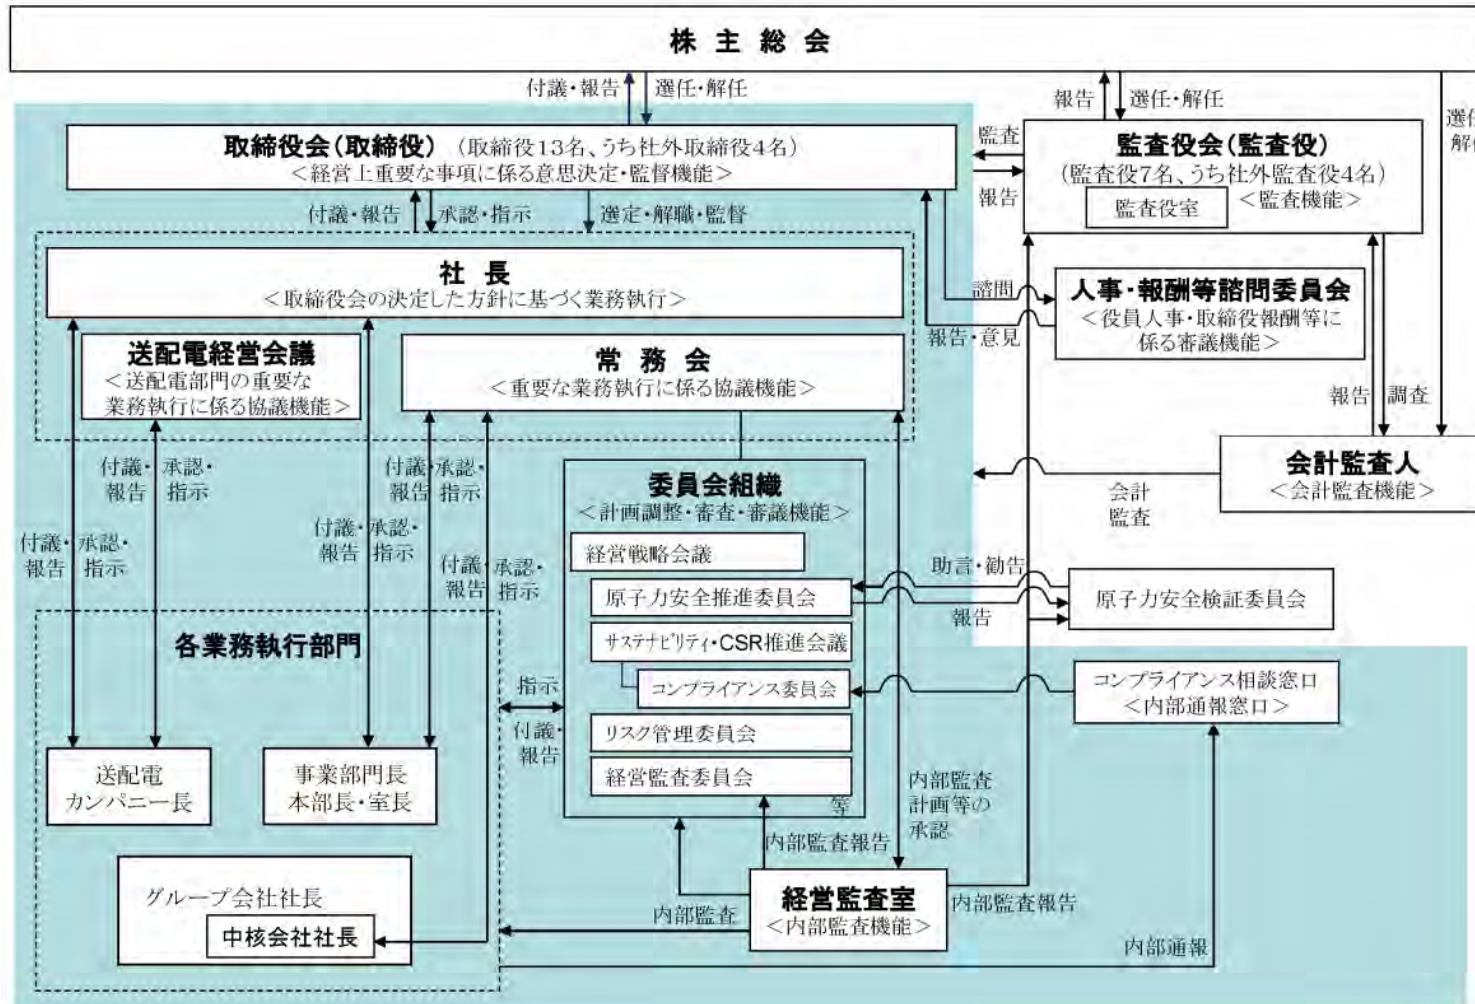 株主総会
付議・報告
選任・解任
報告
選任・解任
選任
解任
取締役会(取締役) (取締役13名、うち社外取締役4名)
<経営上重要な事項に係る意思決定・監督機能>
監査
報告
監査役会(監査役)
(監査役7名、うち社外監査役4名)
監査役室
<監査機能>
付議・報告
承認・指示
選定・解職・監督
社長
<取締役会の決定した方針に基づく業務執行>
諮問
報告・意見
人事・報酬等諮問委員会
<役員人事・取締役報酬等に
係る審議機能>
送配電経営会議
<送配電部門の重要な
業務執行に係る協議機能>
常務会
<重要な業務執行に係る協議機能>
報告
調査
会計監査人
<会計監査機能>
会計
監査
付議・
報告
承認・
指示
付議・
報告
承認・
指示
付議・
報告
承認・
指示
付議・
報告
承認・
指示
付議・
報告
承認・
指示
委員会組織
<計画調整・審査・審議機能>
経営戦略会議
原子力安全推進委員会
サステナビリティ・CSR推進会議
コンプライアンス委員会
リスク管理委員会
経営監査委員会
等
助言・勧告
報告
原子力安全検証委員会
コンプライアンス相談窓口
<内部通報窓口>
各業務執行部門
指示
付議・
報告
送配電
カンパニー長
事業部門長
本部長・室長
グループ会社社長
中核会社社長
内部監査
計画等の
承認
内部監査報告
内部監査
経営監査室
<内部監査機能>
内部監査報告
内部通報